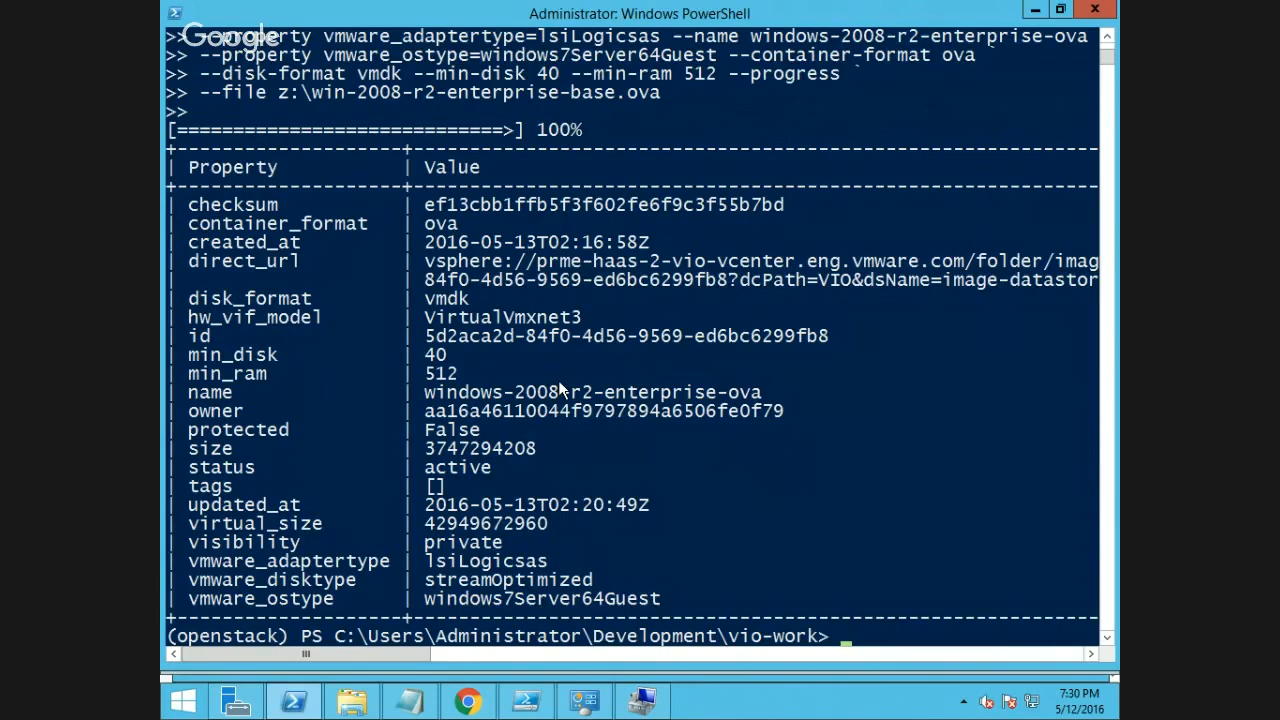 Administrator: Windows PowerShell
Google
>> --property vmware_adaptertype=lsiLogicsas --name windows-2008-r2-enterprise-ova `
>> --property vmware_ostype=windows7Server64Guest --container-format ova `
>> --disk-format vmdk --min-disk 40 --min-ram 512 --progress `
>> --file z:\win-2008-r2-enterprise-base.ova
>>
[=============================>] 100%
| Property | Value
| checksum | ef13cbb1ffb5f3f602fe6f9c3f55b7bd
| container_format | ova
| created_at | 2016-05-13T02:16:58Z
| direct_url | vsphere://prme-haas-2-vio-vcenter.eng.vmware.com/folder/imag
| | 84f0-4d56-9569-ed6bc6299fb8?dcPath=VIO&dsName=image-datastor
| disk_format | vmdk
| hw_vif_model | VirtualVmxnet3
| id | 5d2aca2d-84f0-4d56-9569-ed6bc6299fb8
| min_disk | 40
| min_ram | 512
| name | windows-2008-r2-enterprise-ova
| owner | aa16a46110044f9797894a6506fe0f79
| protected | False
| size | 3747294208
| status | active
| tags | []
| updated_at | 2016-05-13T02:20:49Z
| virtual_size | 42949672960
| visibility | private
| vmware_adaptertype | lsiLogicsas
| vmware_disktype | streamOptimized
| vmware_ostype | windows7Server64Guest
(openstack) PS C:\Users\Administrator\Development\vio-work>
7:30 PM
5/12/2016